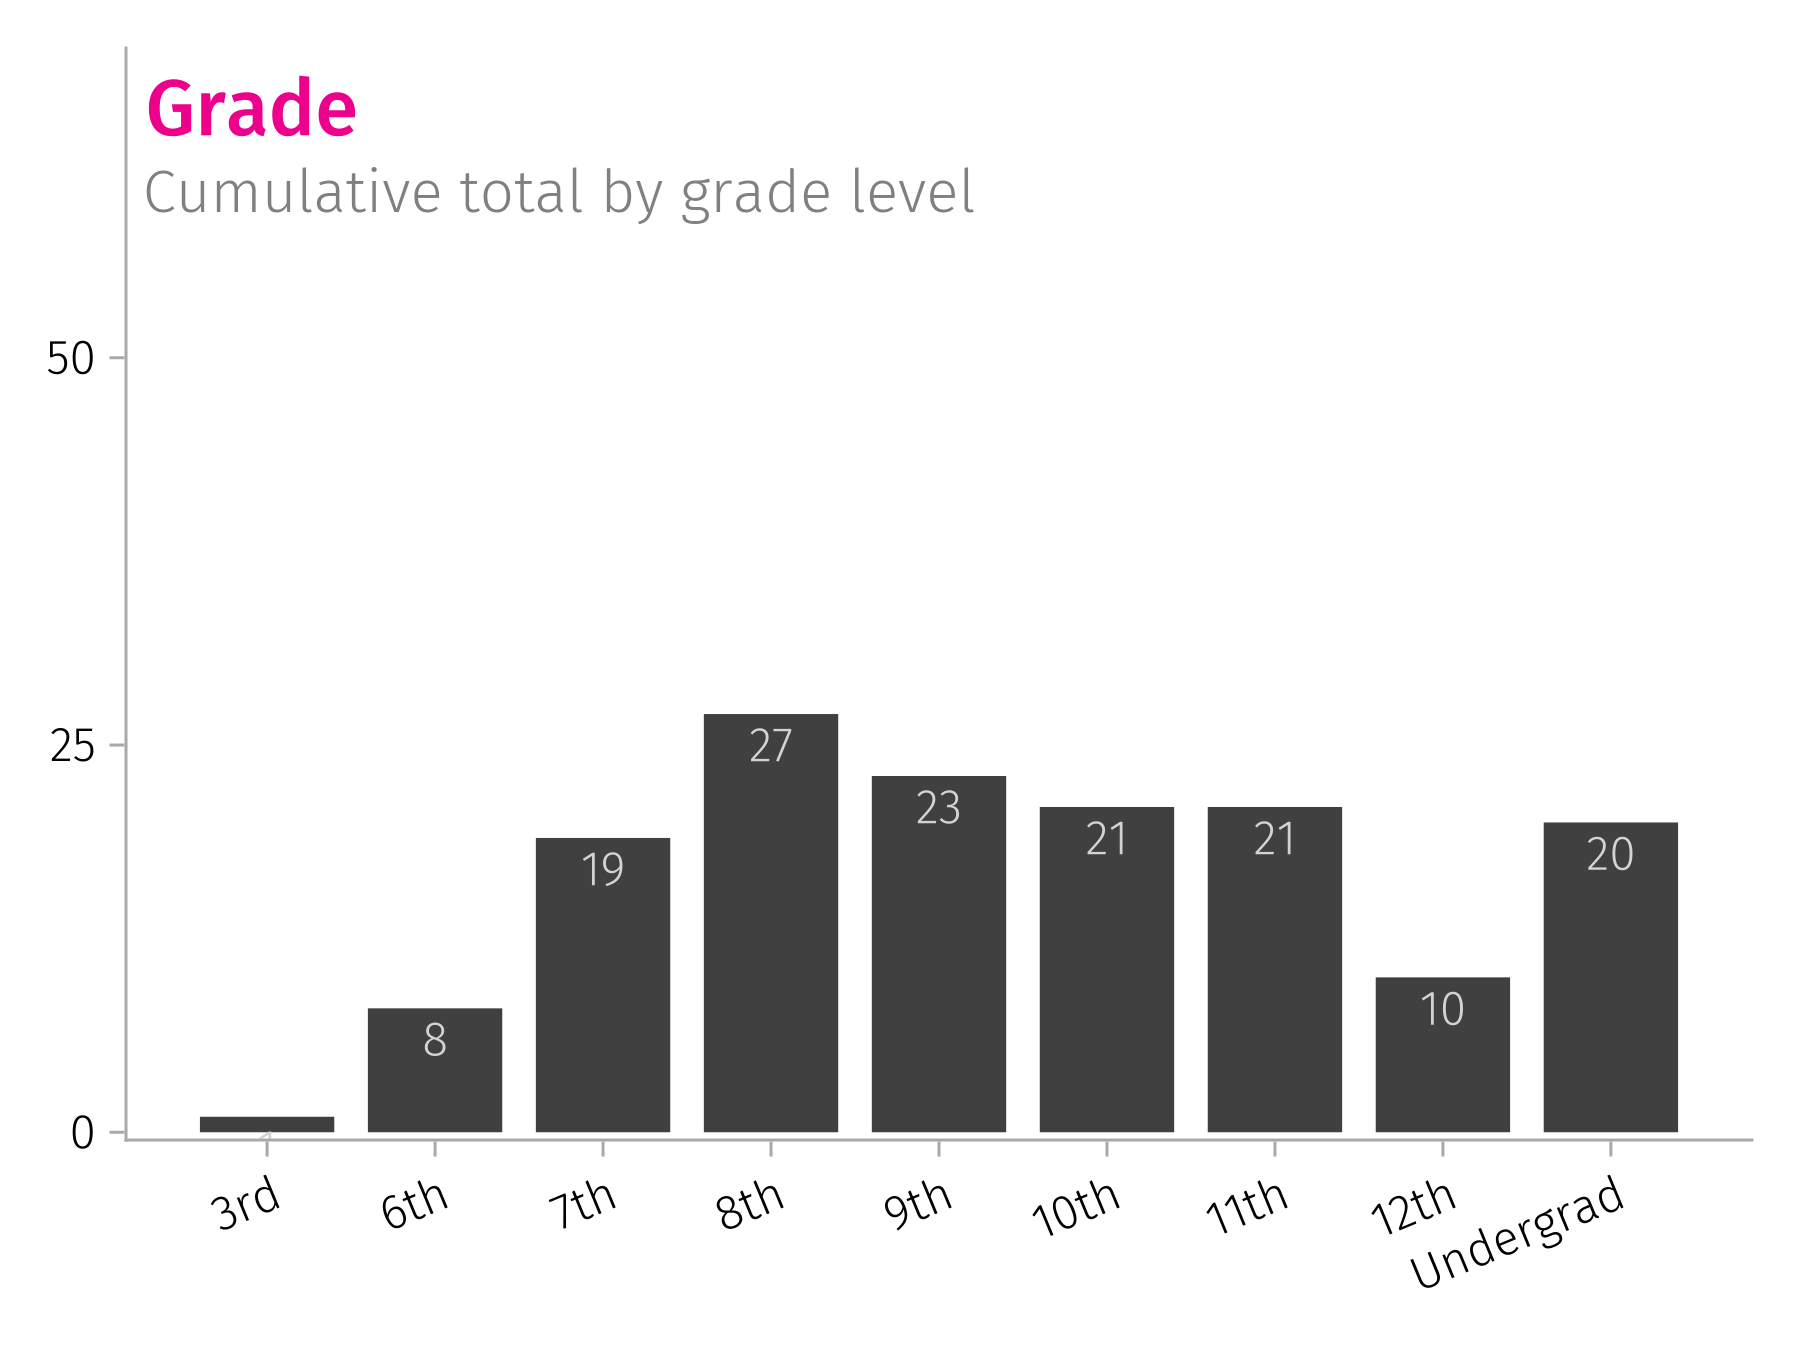 Grade
Cumulative total by grade level
50
25
0
27
23
21
21
20
19
10
8
3rd
6th
7th
8th
9th
10th
11th
12th
Undergrad